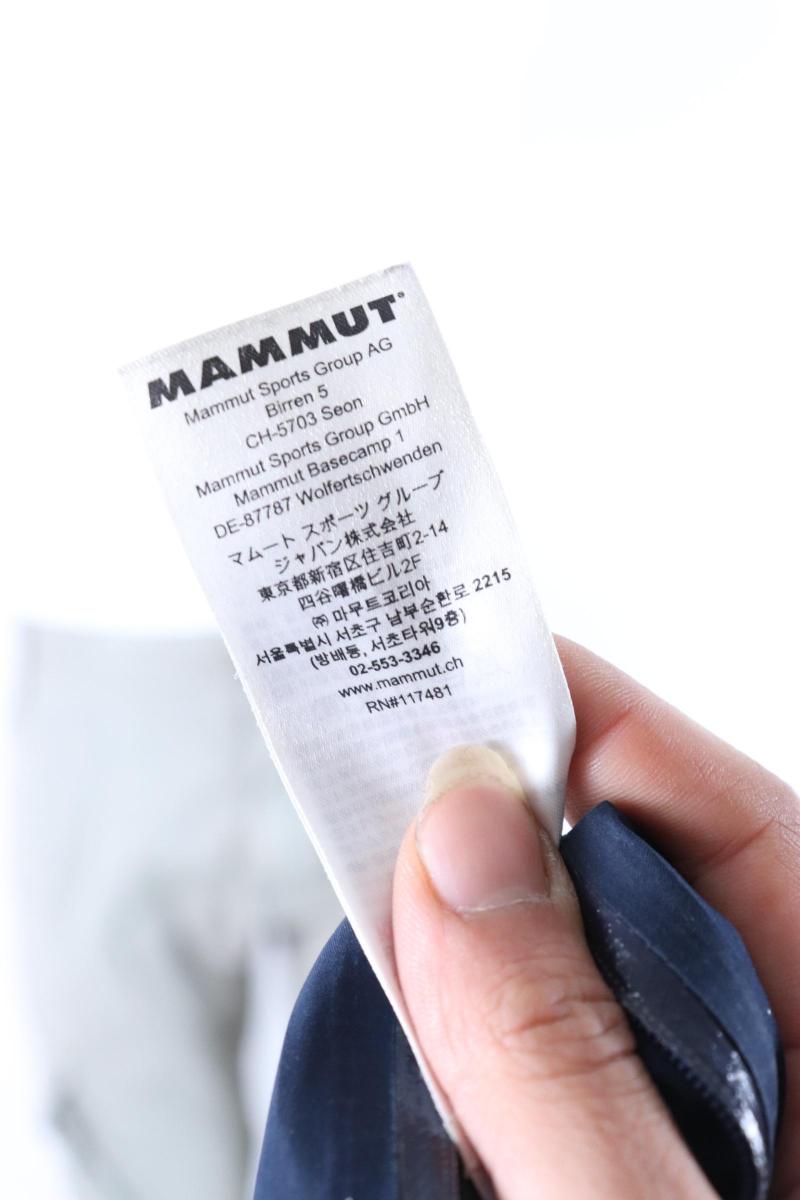 MAMMUT®
Mammut Sports Group AG
Birren 5
CH-5703 Seon
Mammut Sports Group GmbH
Mammut Basecamp 1
DE-87787 Wolfertschwenden
マムート スポーツ グループ
ジャパン株式会社
東京都新宿区住吉町2-14
四谷曙橋ビル2F
㈜ 마무트코리아
서울특별시 서초구 남부순환로 2215
(방배동, 서초타워9층)
02-553-3346
www.mammut.ch
RN#117481